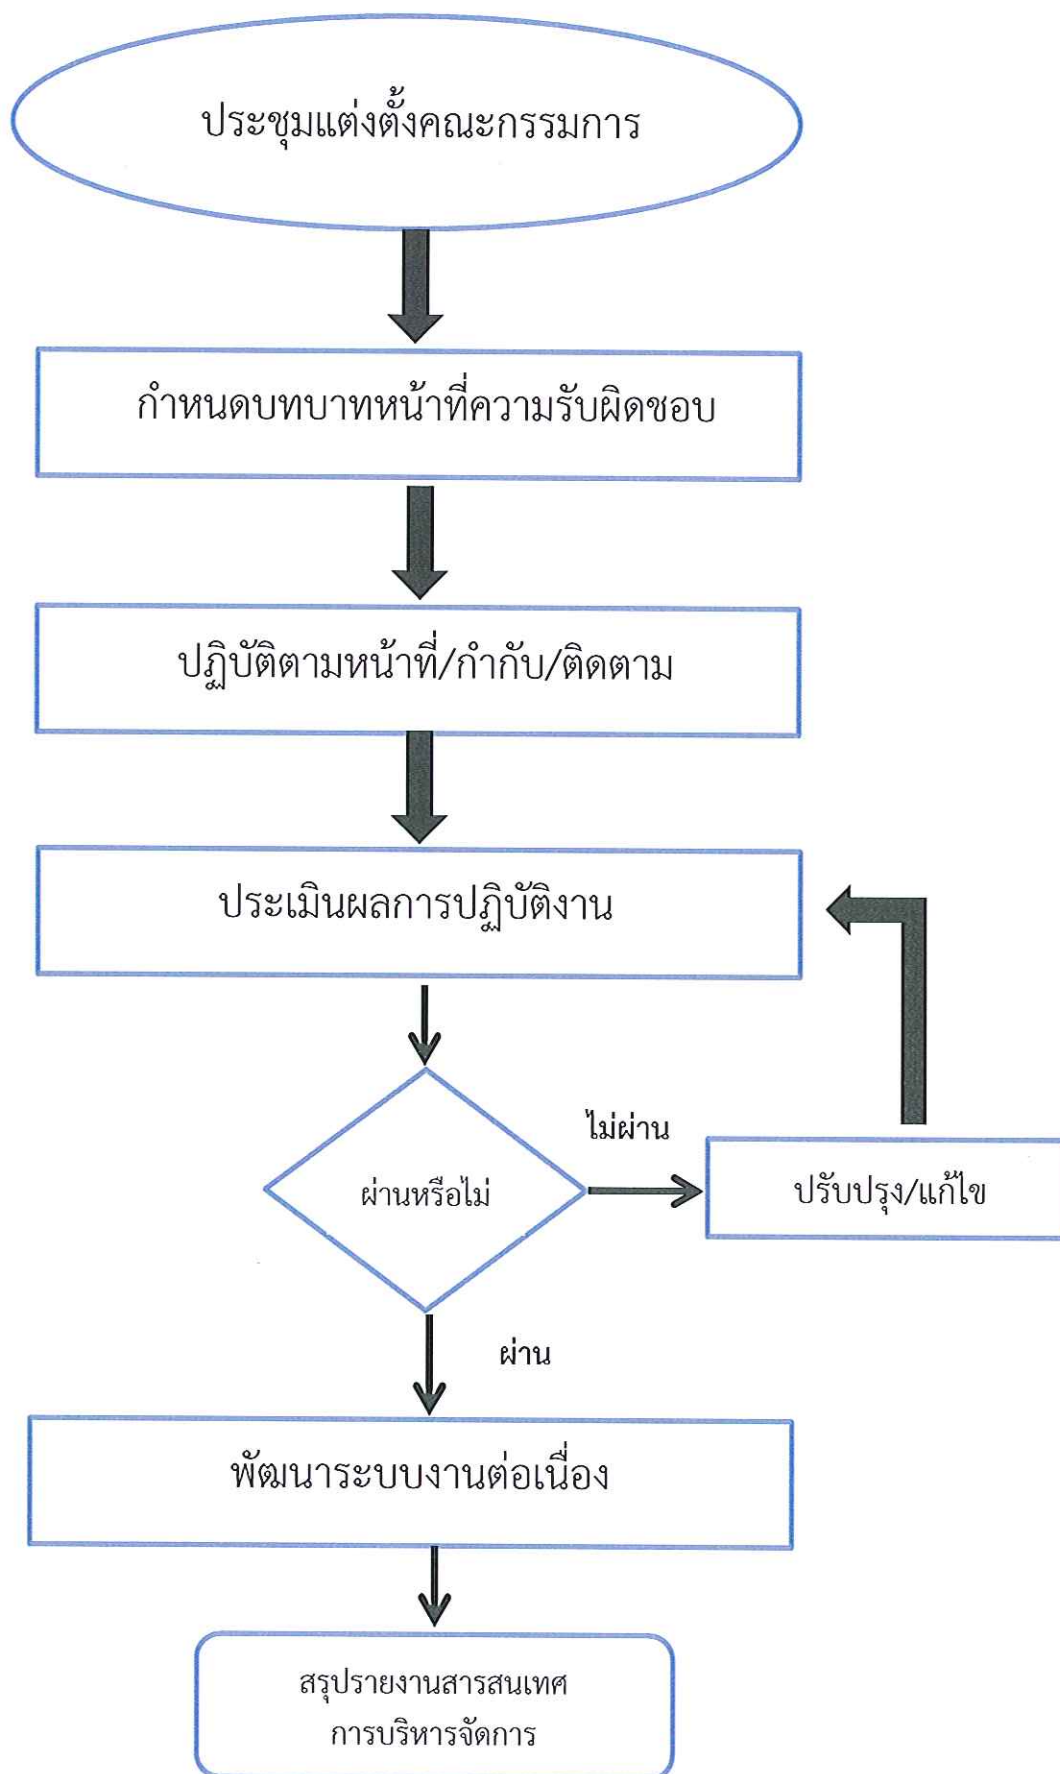 ประชุมแต่งตั้งคณะกรรมการ
กำหนดบทบาทหน้าที่ความรับผิดชอบ
ปฏิบัติตามหน้าที่/กำกับ/ติดตาม
ประเมินผลการปฏิบัติงาน
ไม่ผ่าน
ผ่านหรือไม่
ปรับปรุง/แก้ไข
ผ่าน
พัฒนาระบบงานต่อเนื่อง
สรุปรายงานสารสนเทศ
การบริหารจัดการ